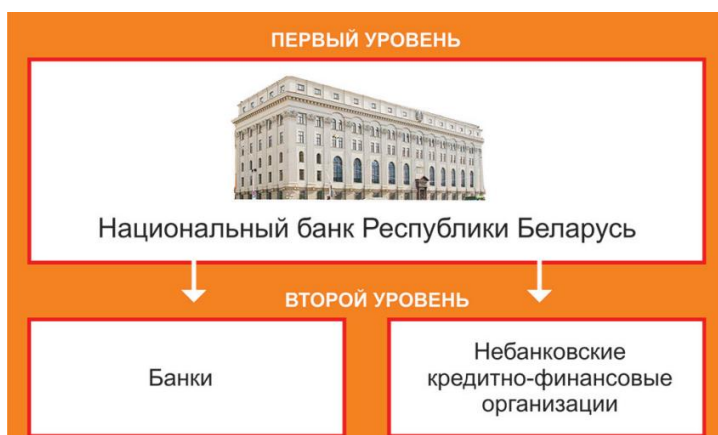 ПЕРВЫЙ УРОВЕНЬ
Национальный банк Республики Беларусь
ВТОРОЙ УРОВЕНЬ
Банки
Небанковские
кредитно-финансовые
организации